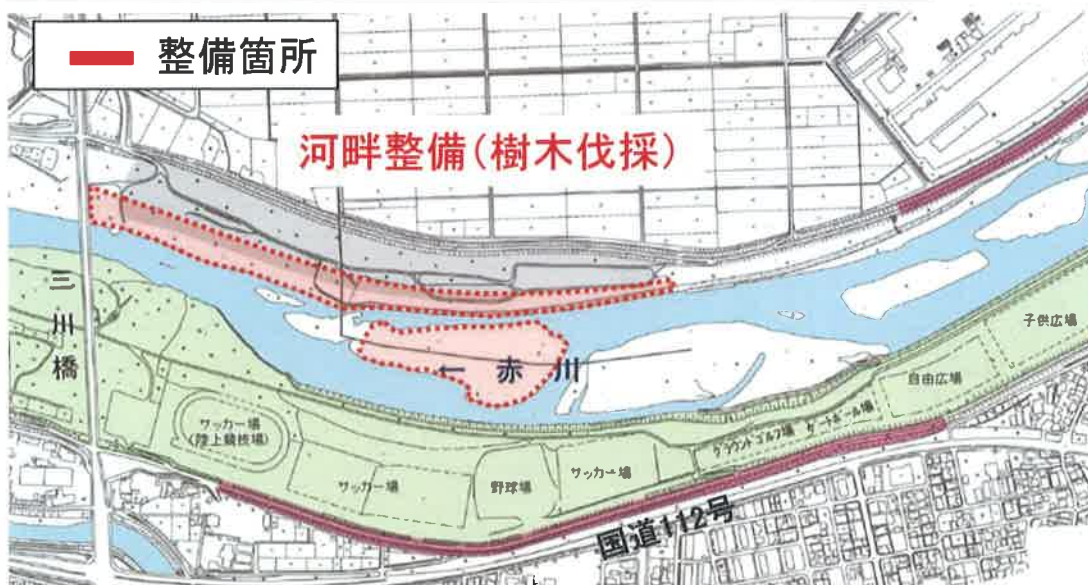 整備箇所
河畔整備(樹木伐採)
三川橋
←赤川
子供広場
自由広場
グラウンドゴルフ場 ゲートボール場
サッカー場
(陸上競技場)
サッカー場
野球場
サッカー場
国道112号